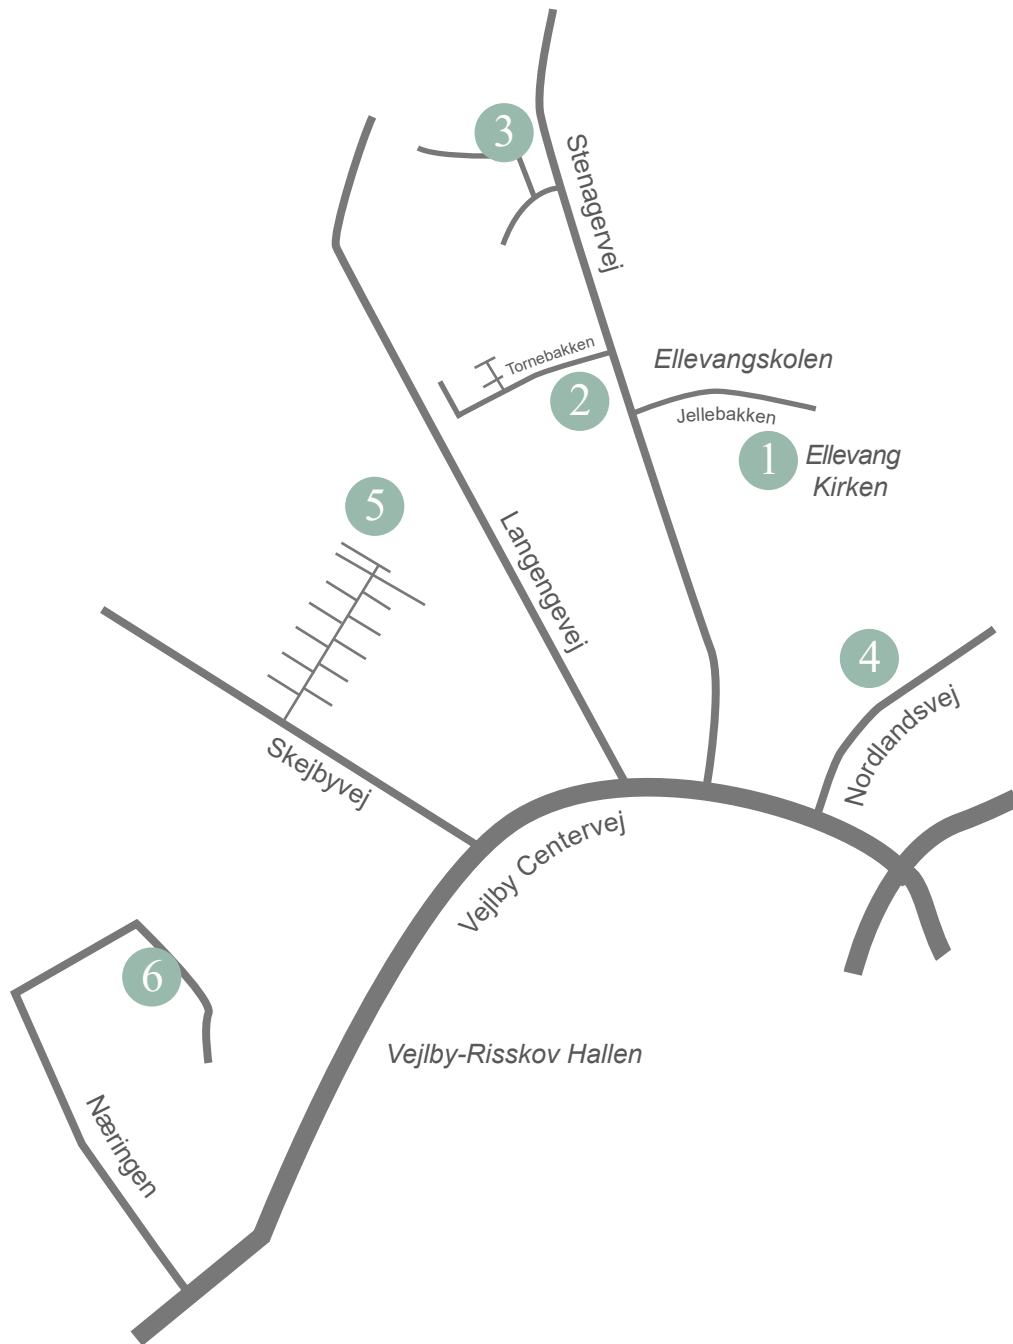 3
Stenagervej
Tornebakken
Ellevangskolen
2
Jellebakken
1
Ellevang
Kirken
5
Langengevej
4
Nordlandsvej
Skejbyvej
Vejlby Centervej
6
Vejlby-Risskov Hallen
Næringen